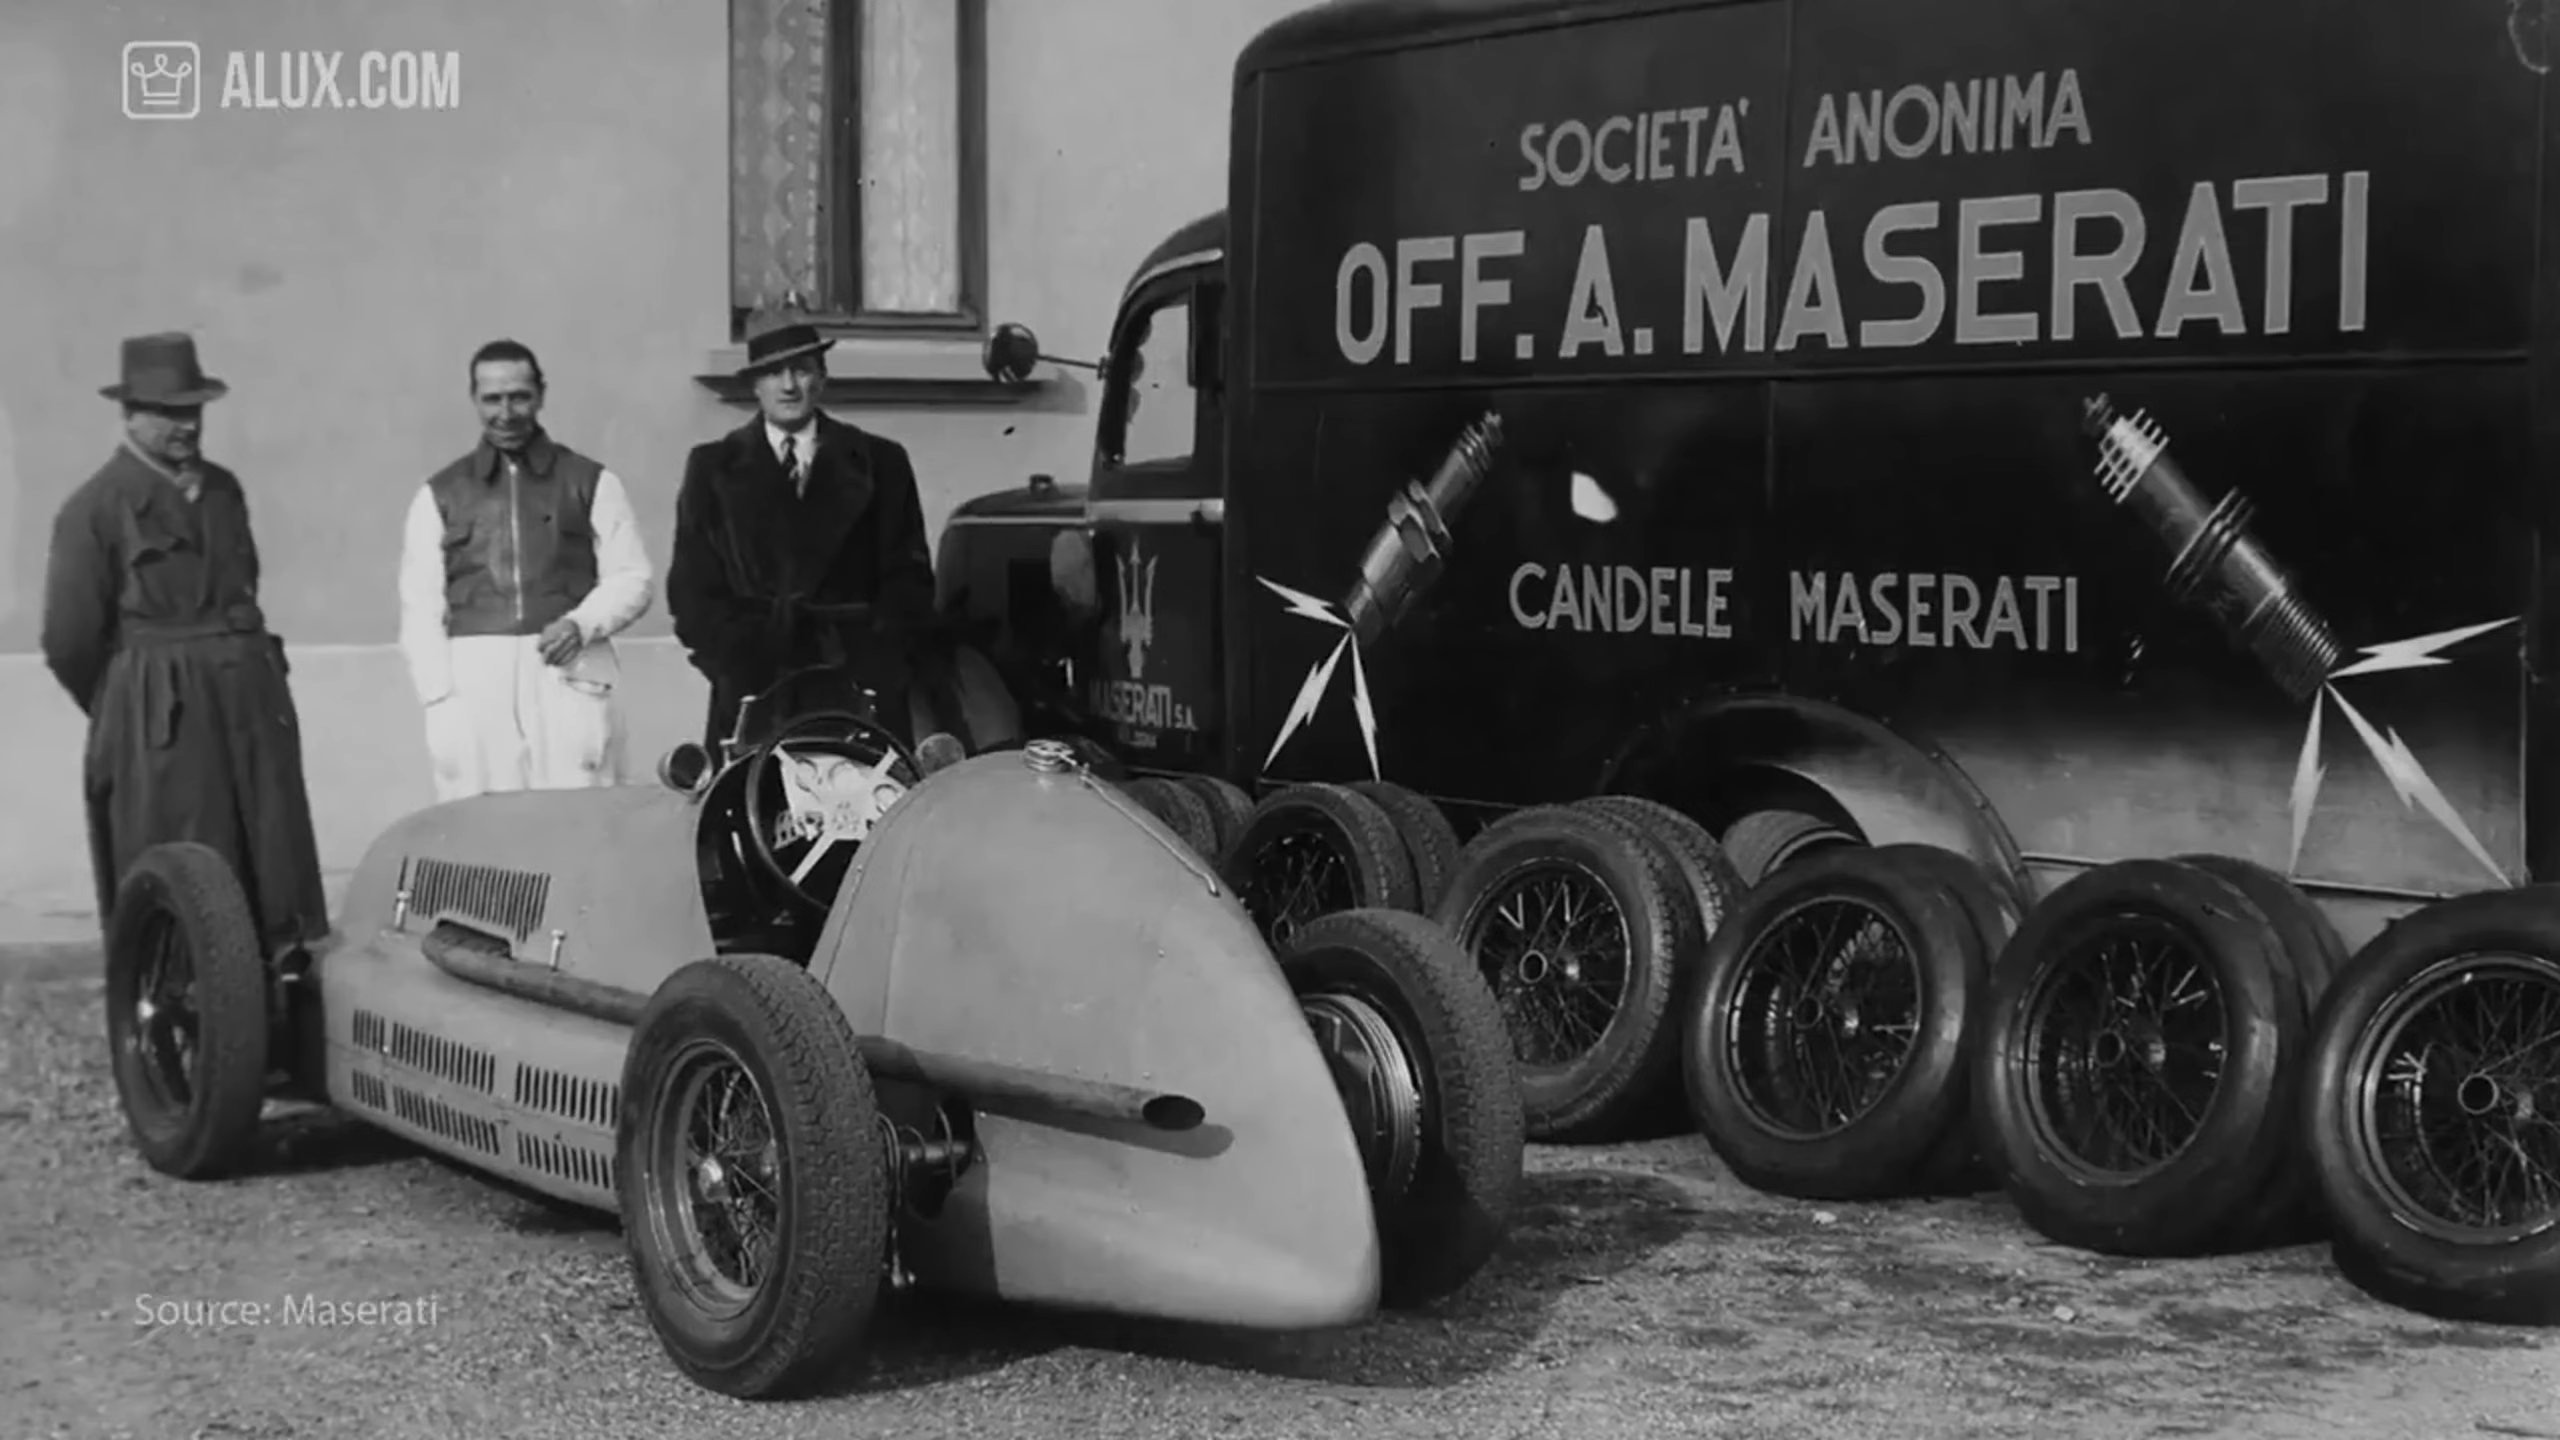 ALUX.COM
SOCIETA' ANONIMA
OFF. A. MASERATI
CANDELE MASERATI
MASERATI S.A.
Source: Maserati